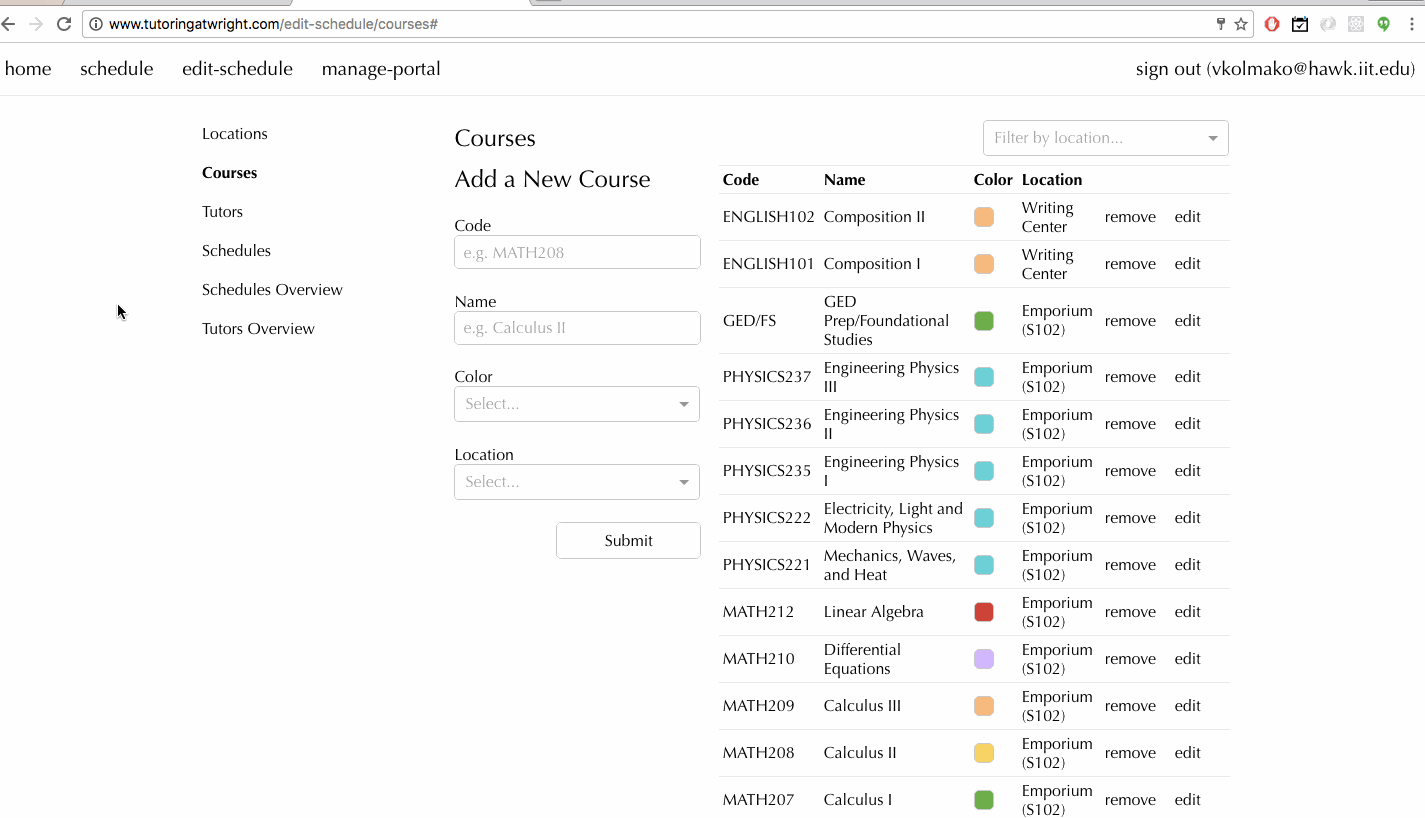 www.tutoringatwright.com/edit-schedule/courses#
home schedule edit-schedule manage-portal sign out (vkolmako@hawk.iit.edu)
Locations
Courses
Tutors
Schedules
Schedules Overview
Tutors Overview
Courses
Add a New Course
Code
e.g. MATH208
Name
e.g. Calculus II
Color
Select...
Location
Select...
Submit
Filter by location...
Code Name Color Location
ENGLISH102 Composition II Writing
Center remove edit
ENGLISH101 Composition I Writing
Center remove edit
GED/FS GED
Prep/Foundational
Studies Emporium
(S102) remove edit
PHYSICS237 Engineering Physics
III Emporium
(S102) remove edit
PHYSICS236 Engineering Physics
II Emporium
(S102) remove edit
PHYSICS235 Engineering Physics
I Emporium
(S102) remove edit
PHYSICS222 Electricity, Light and
Modern Physics Emporium
(S102) remove edit
PHYSICS221 Mechanics, Waves,
and Heat Emporium
(S102) remove edit
MATH212 Linear Algebra Emporium
(S102) remove edit
MATH210 Differential
Equations Emporium
(S102) remove edit
MATH209 Calculus III Emporium
(S102) remove edit
MATH208 Calculus II Emporium
(S102) remove edit
MATH207 Calculus I Emporium
(S102) remove edit